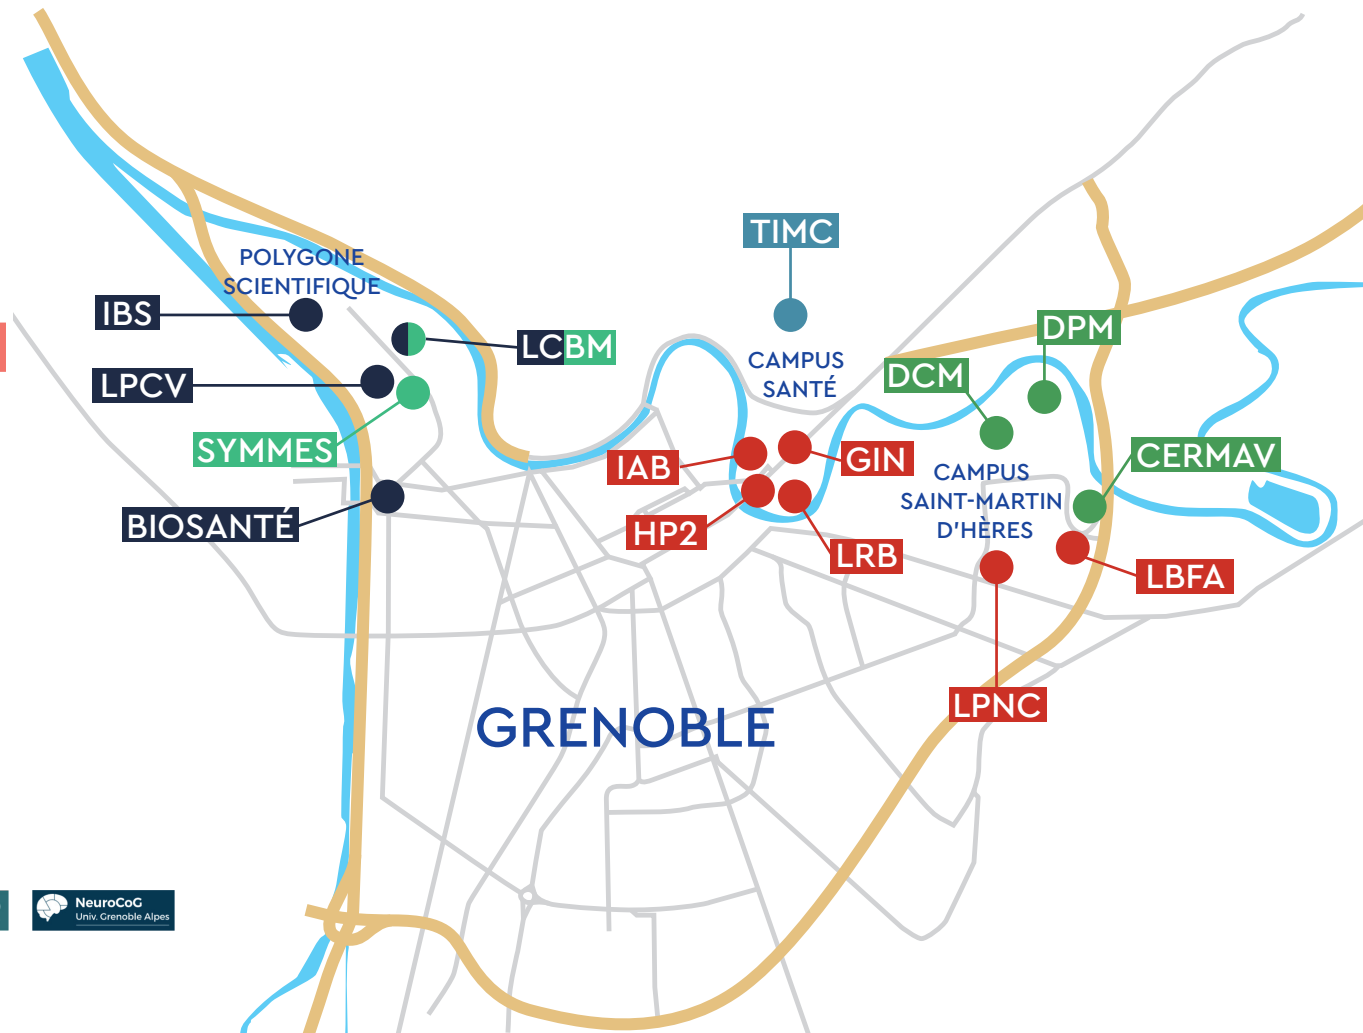 TIMC
POLYGONE
SCIENTIFIQUE
IBS
DPM
LCBM
CAMPUS
SANTÉ
DCM
LPCV
SYMMES
IAB
GIN
CERMAV
CAMPUS
SAINT-MARTIN
D'HÈRES
BIOSANTÉ
HP2
LRB
LBFA
LPNC
GRENOBLE
NeuroCoG
Univ. Grenoble Alpes